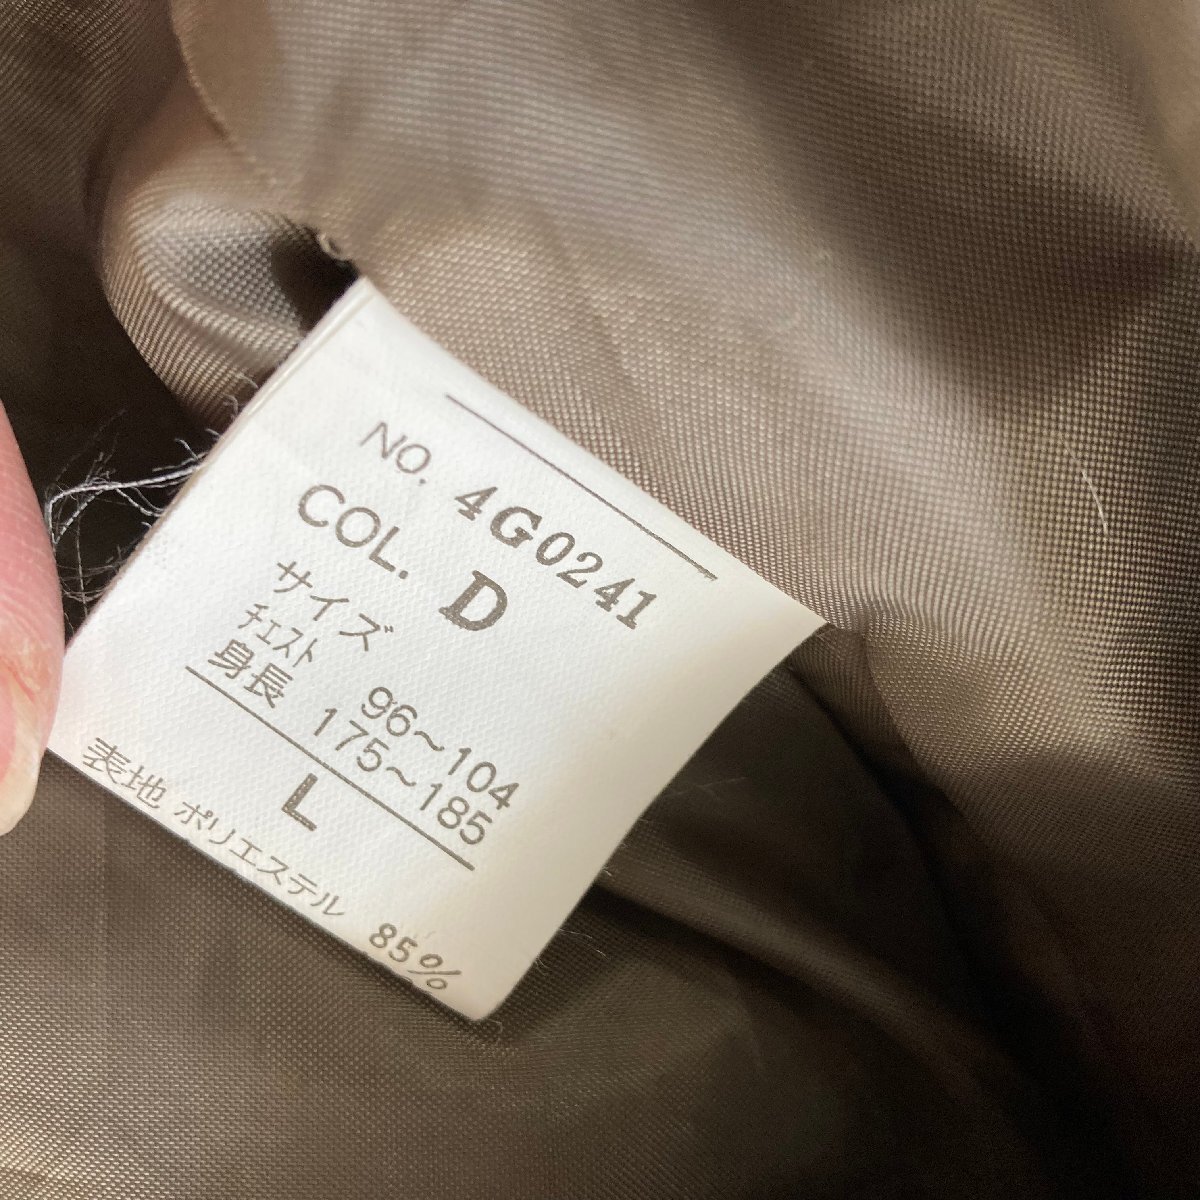 NO. 4G0241
COL. D
サイズ
チエスト 96~104
身長 175~185
L
表地 ポリエステル 85%